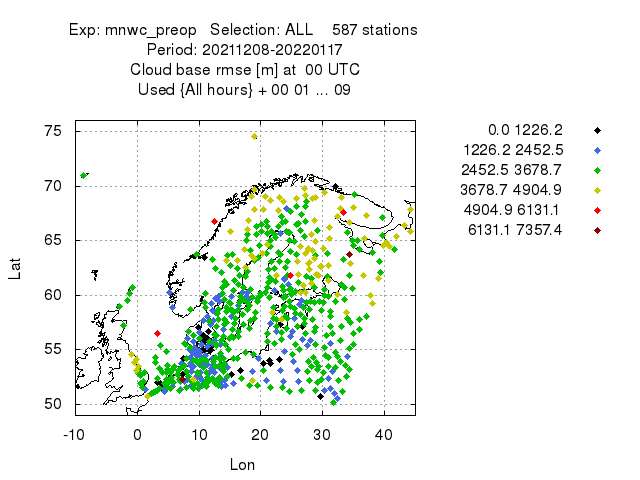 Exp: mnwc_preop   Selection: ALL    587 stations
Period: 20211208-20220117
Cloud base rmse [m] at  00 UTC
Used {All hours} + 00 01 ... 09
0.0 1226.2
1226.2 2452.5
2452.5 3678.7
3678.7 4904.9
4904.9 6131.1
6131.1 7357.4
75
70
65
60
55
50
Lat
-10 0 10 20 30 40
Lon